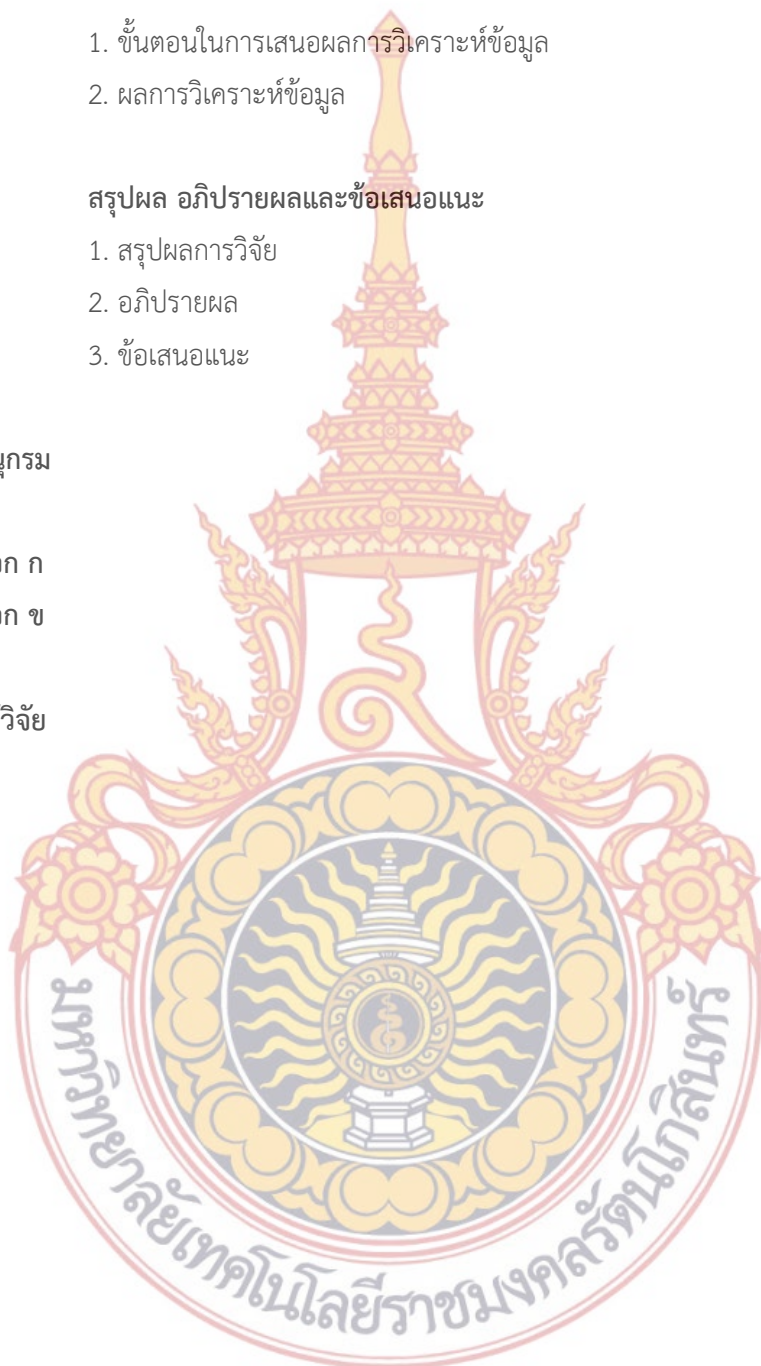 1. ขั้นตอนในการเสนอผลการวิเคราะห์ข้อมูล
2. ผลการวิเคราะห์ข้อมูล
สรุปผล อภิปรายผลและข้อเสนอแนะ
1. สรุปผลการวิจัย
2. อภิปรายผล
3. ข้อเสนอแนะ
นุกรม
วก ก
วก ข
วิจัย
มหาวิทยาลัยเทคโนโลยีราชมงคลรัตนโกสินทร์